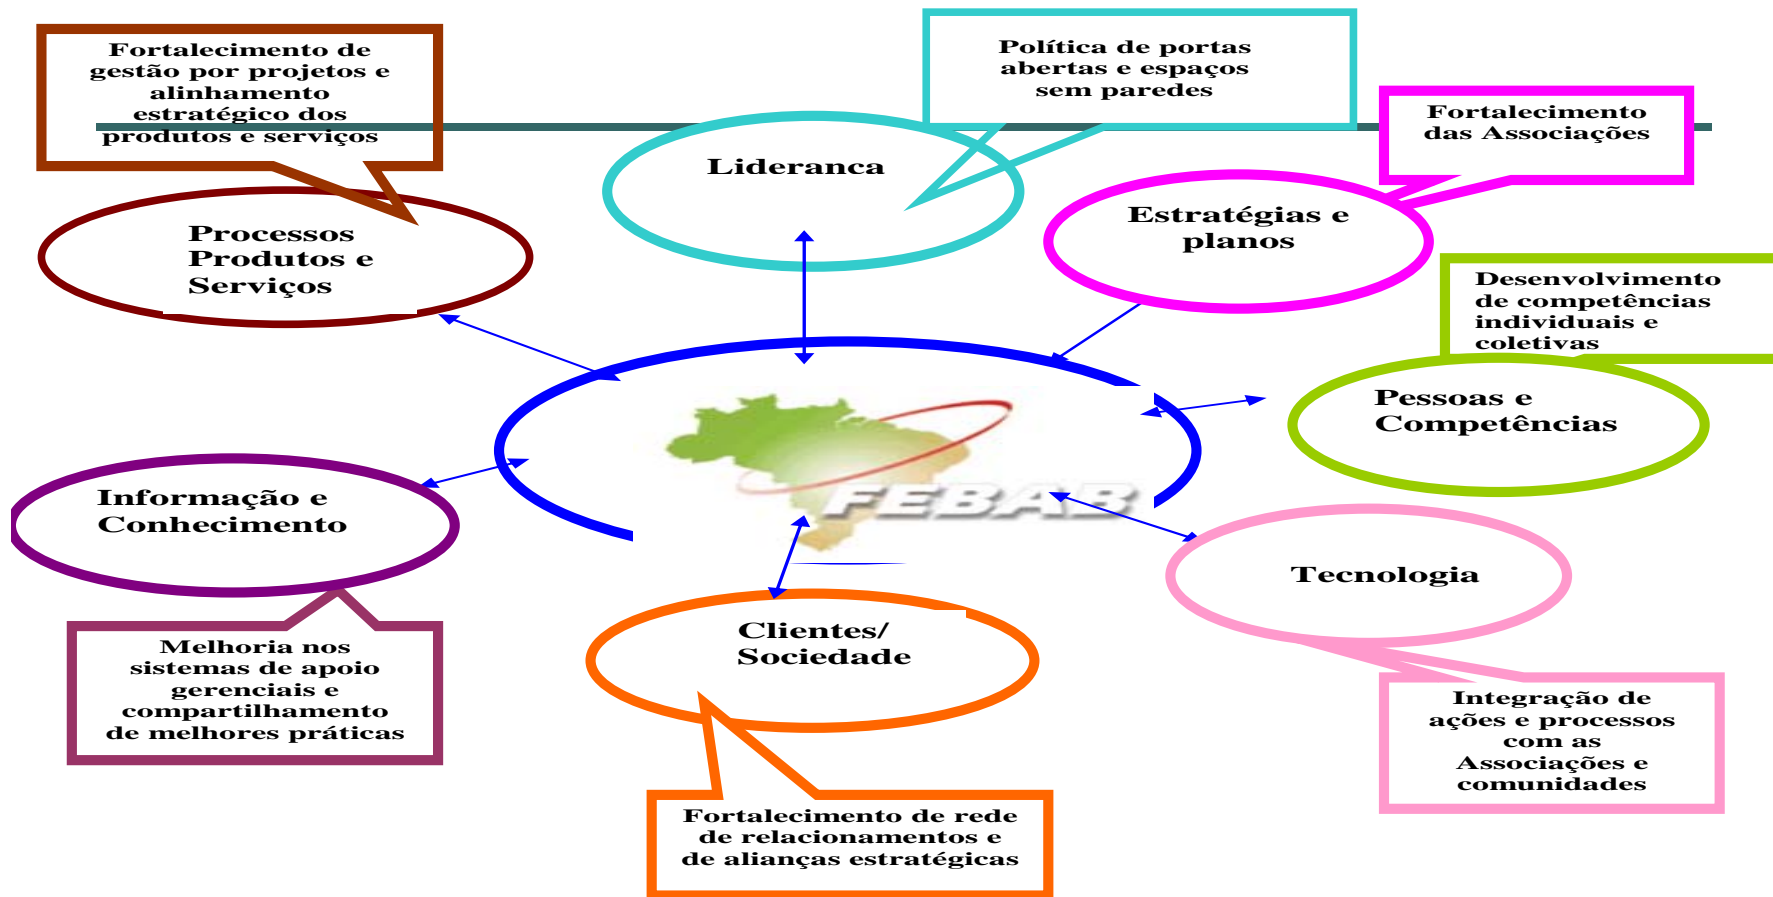 Fortalecimento de
gestão por projetos e
alinhamento
estratégico dos
produtos e serviços
Política de portas
abertas e espaços
sem paredes
Fortalecimento
das Associações
Lideranca
Estratégias e
planos
Processos
Produtos e
Serviços
Desenvolvimento
de competências
individuais e
coletivas
Pessoas e
Competências
FEBAB
Informação e
Conhecimento
Tecnologia
Clientes/
Sociedade
Melhoria nos
sistemas de apoio
gerenciais e
compartilhamento
de melhores práticas
Integração de
ações e processos
com as
Associações e
comunidades
Fortalecimento de rede
de relacionamentos e
de alianças estratégicas